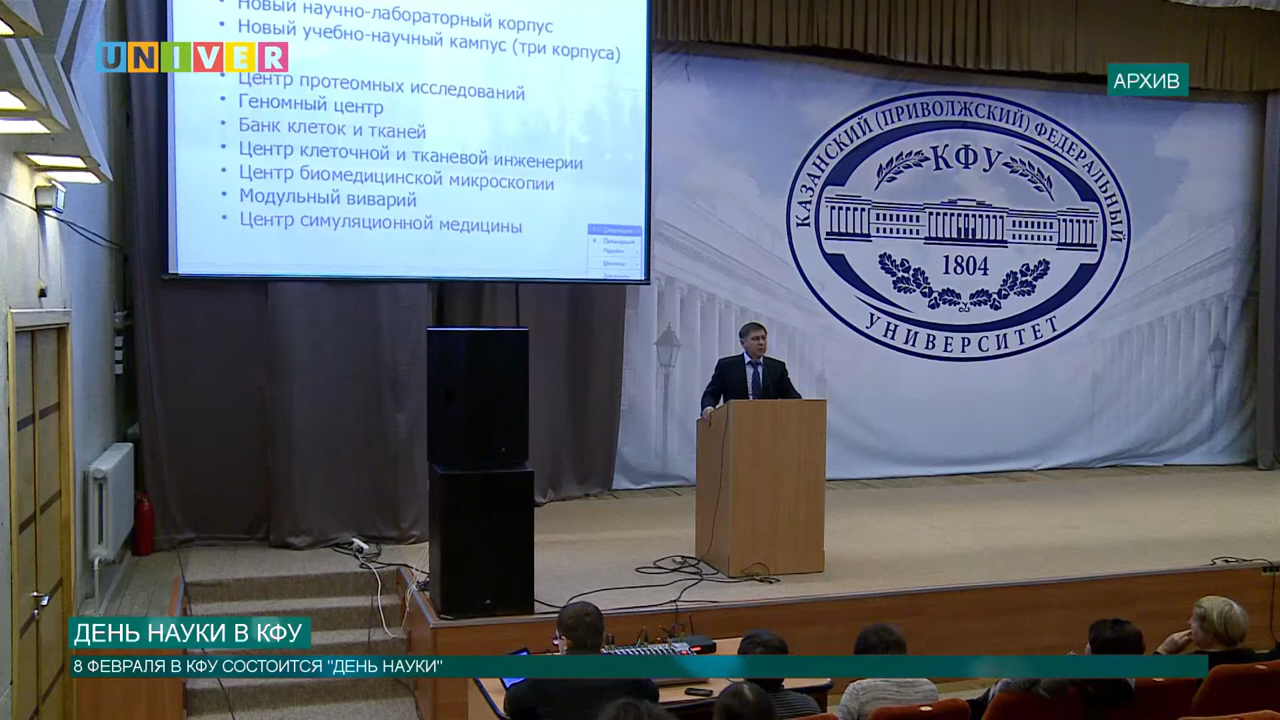 Новый научно-лабораторный корпус
Новый учебно-научный кампус (три корпуса)
UNIVER
Центр протеомных исследований
Геномный центр
Банк клеток и тканей
Центр клеточной и тканевой инженерии
Центр биомедицинской микроскопии
Модульный виварий
Центр симуляционной медицины
АРХИВ
КАЗАНСКИЙ (ПРИВОЛЖСКИЙ) ФЕДЕРАЛЬНЫЙ
КФУ
1804
УНИВЕРСИТЕТ
ДЕНЬ НАУКИ В КФУ
8 ФЕВРАЛЯ В КФУ СОСТОИТСЯ "ДЕНЬ НАУКИ"